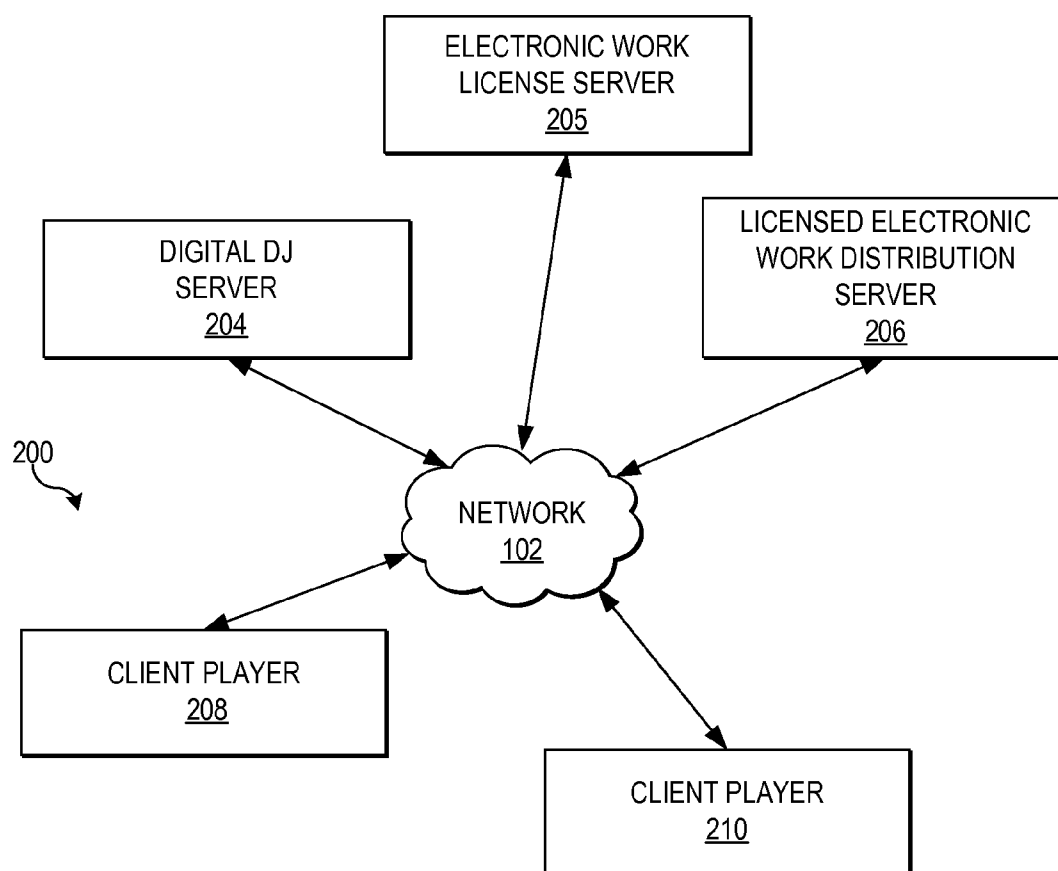 ELECTRONIC WORK
LICENSE SERVER
205
DIGITAL DJ
SERVER
204
LICENSED ELECTRONIC
WORK DISTRIBUTION
SERVER
206
200
NETWORK
102
CLIENT PLAYER
208
CLIENT PLAYER
210